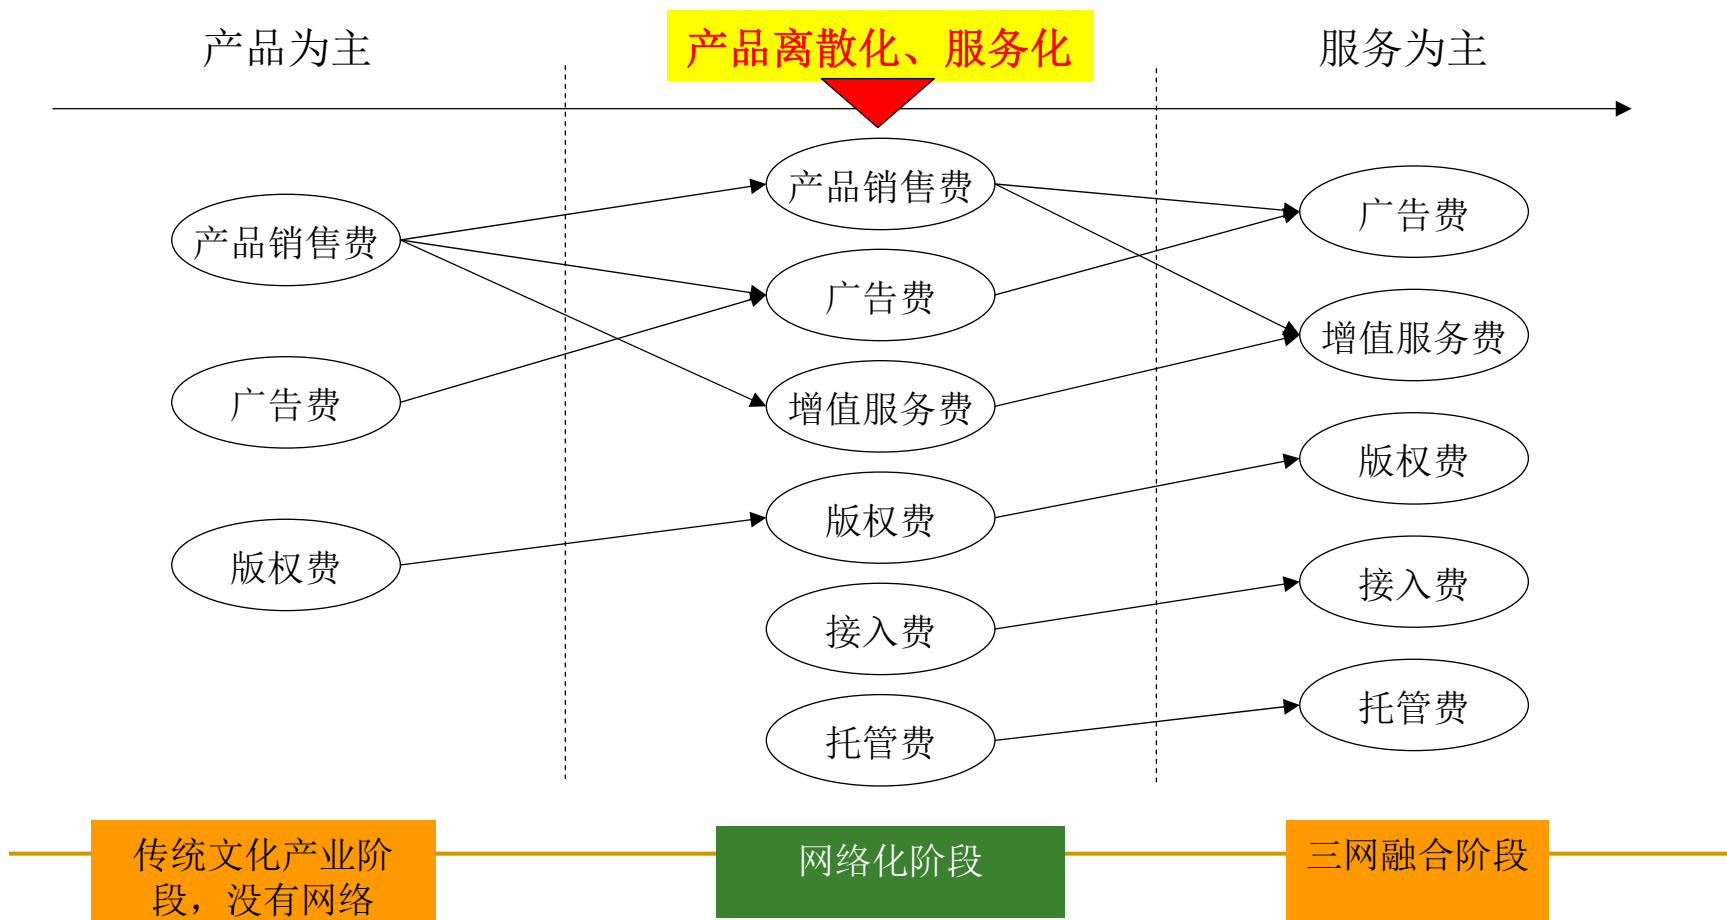 产品为主
产品离散化、服务化
服务为主
产品销售费
广告费
版权费
产品销售费
广告费
增值服务费
版权费
接入费
托管费
广告费
增值服务费
版权费
接入费
托管费
传统文化产业阶
段，没有网络
网络化阶段
三网融合阶段